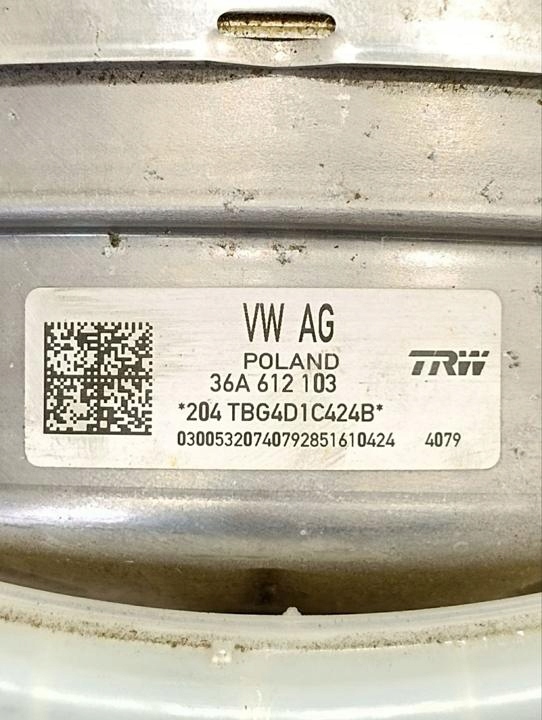 VW AG
POLAND
TRW
36A 612 103
*204 TBG4D1C424B*
03005320740792851610424 4079